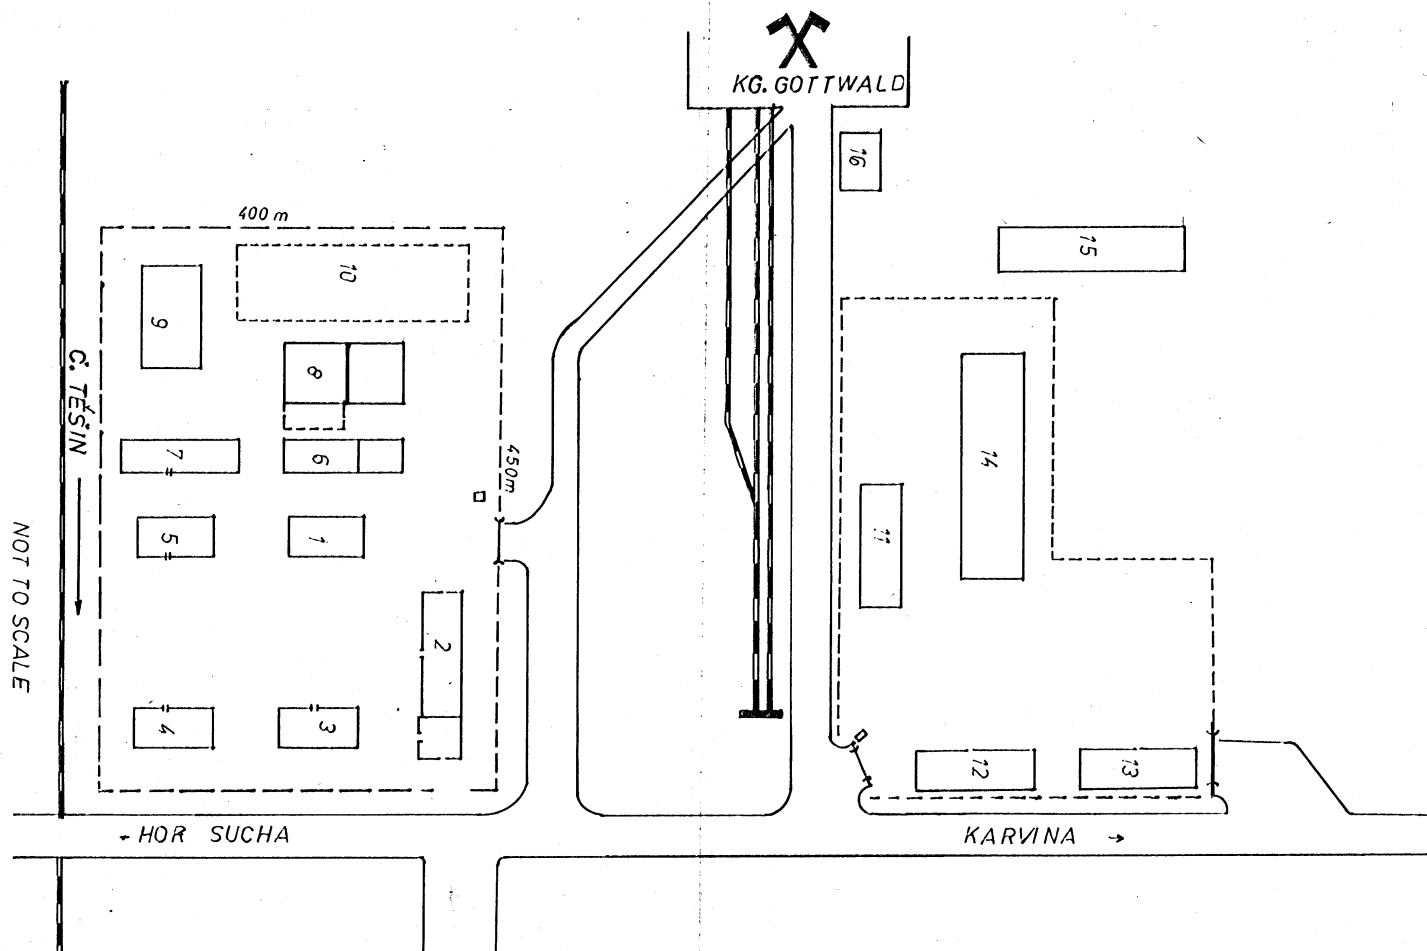 KG. GOTTWALD
16
400 m
15
10
9
8
Č. TĚŠÍN
14
450m
7
6
11
5
1
NOT TO SCALE
2
4
3
12
13
← HOR SUCHA
KARVINA →